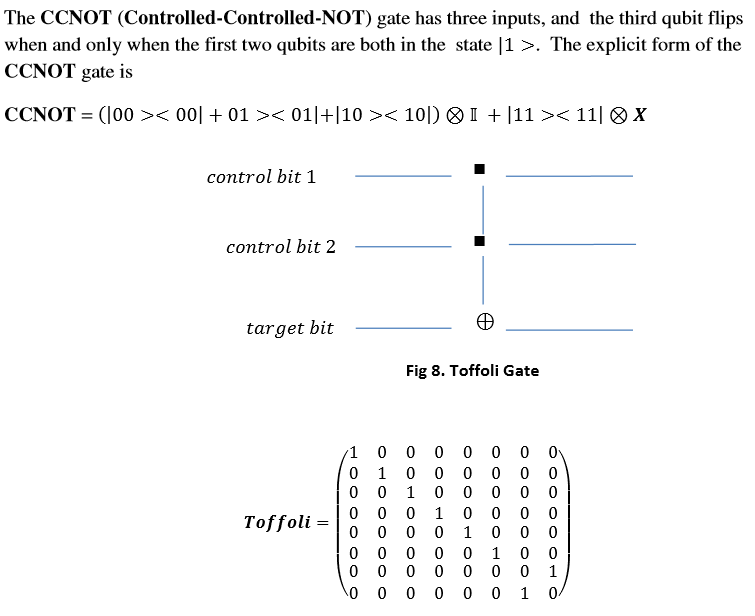 The CCNOT (Controlled-Controlled-NOT) gate has three inputs, and the third qubit flips
when and only when the first two qubits are both in the state |1 >. The explicit form of the
CCNOT gate is
CCNOT = (|00 >< 00| + 01 >< 01|+|10 >< 10|) ⊗ 𝕀 + |11 >< 11| ⊗ X
control bit 1
control bit 2
target bit
Fig 8. Toffoli Gate
1 0 0 0 0 0 0 0
0 1 0 0 0 0 0 0
0 0 1 0 0 0 0 0
0 0 0 1 0 0 0 0
Toffoli =
0 0 0 0 1 0 0 0
0 0 0 0 0 1 0 0
0 0 0 0 0 0 0 1
0 0 0 0 0 0 1 0